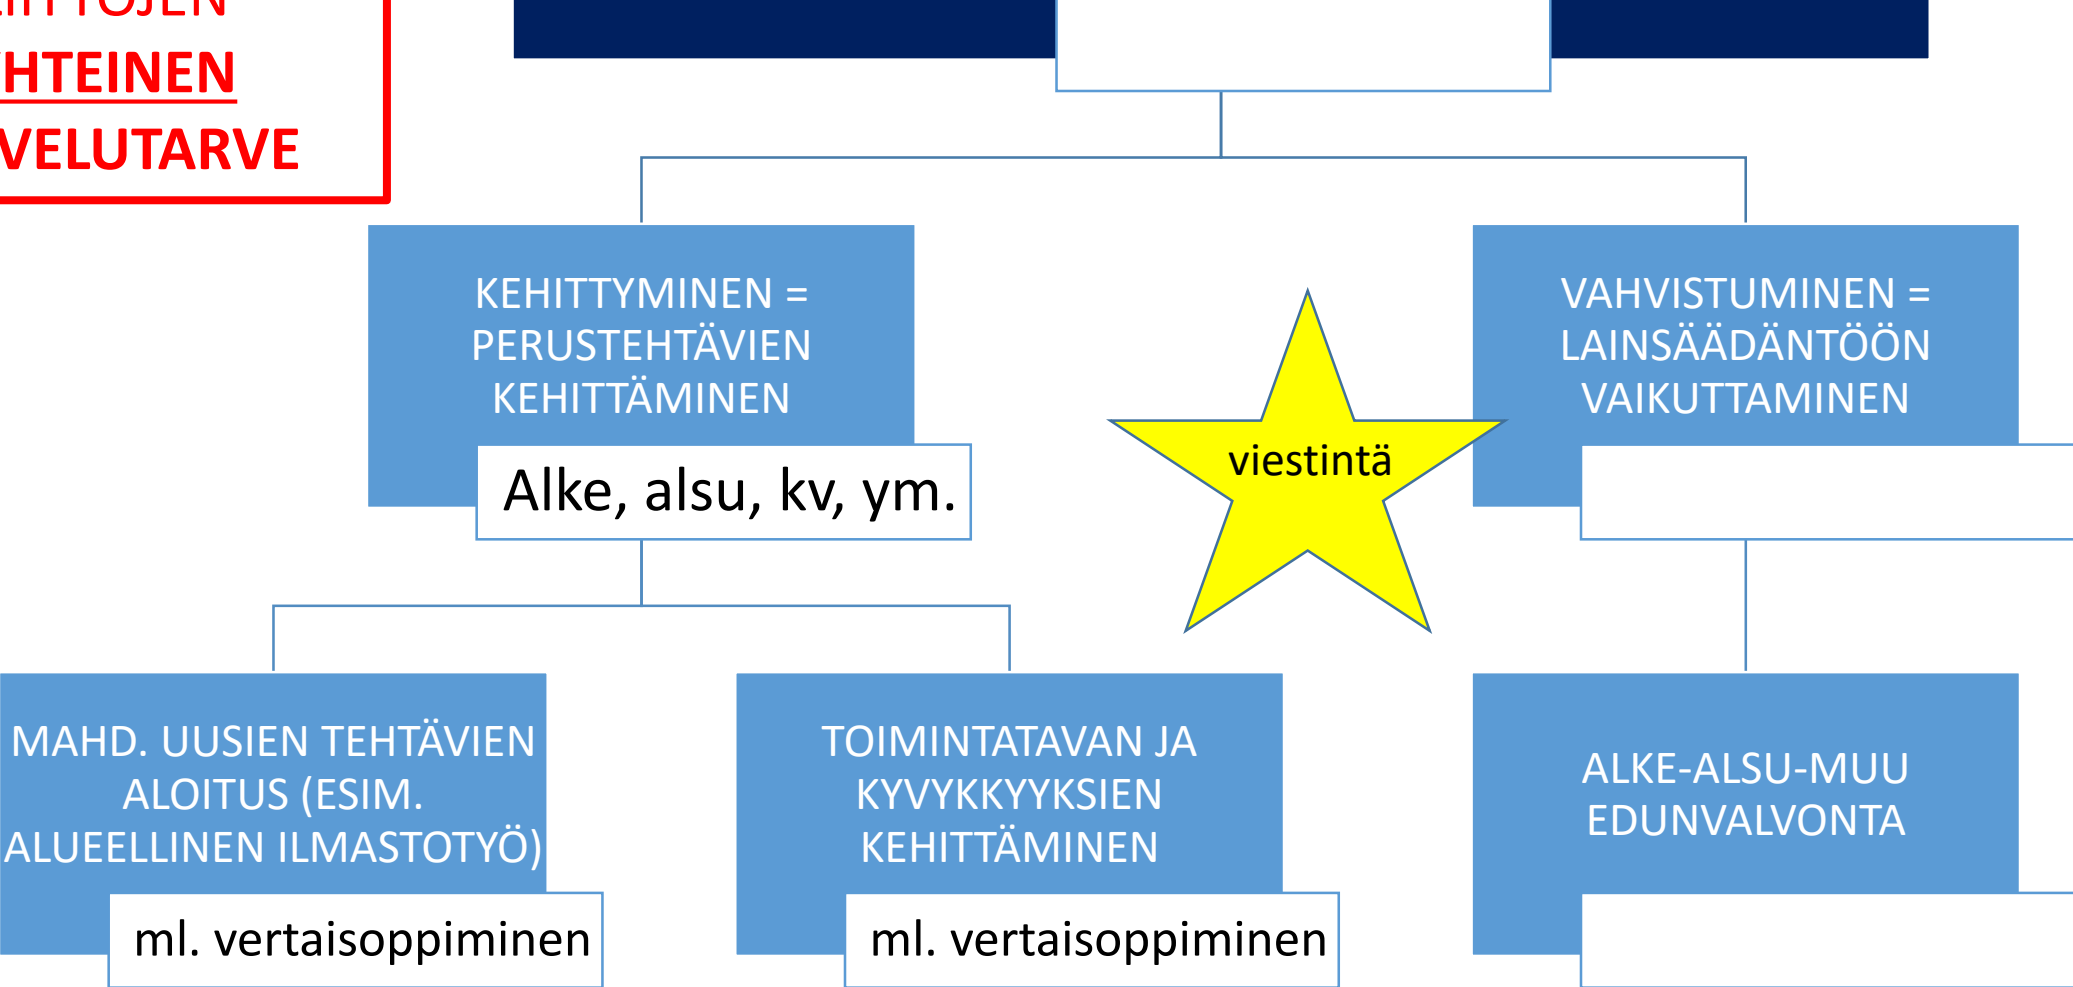 HTEINEN
VELUTARVE
KEHITTYMINEN =
PERUSTEHTÄVIEN
KEHITTÄMINEN
Alke, alsu, kv, ym.
viestintä
VAHVISTUMINEN =
LAINSÄÄDÄNTÖÖN
VAIKUTTAMINEN
MAHD. UUSIEN TEHTÄVIEN
ALOITUS (ESIM.
ALUEELLINEN ILMASTOTYÖ)
ml. vertaisoppiminen
TOIMINTATAVAN JA
KYVYKKYYKSIEN
KEHITTÄMINEN
ml. vertaisoppiminen
ALKE-ALSU-MUU
EDUNVALVONTA